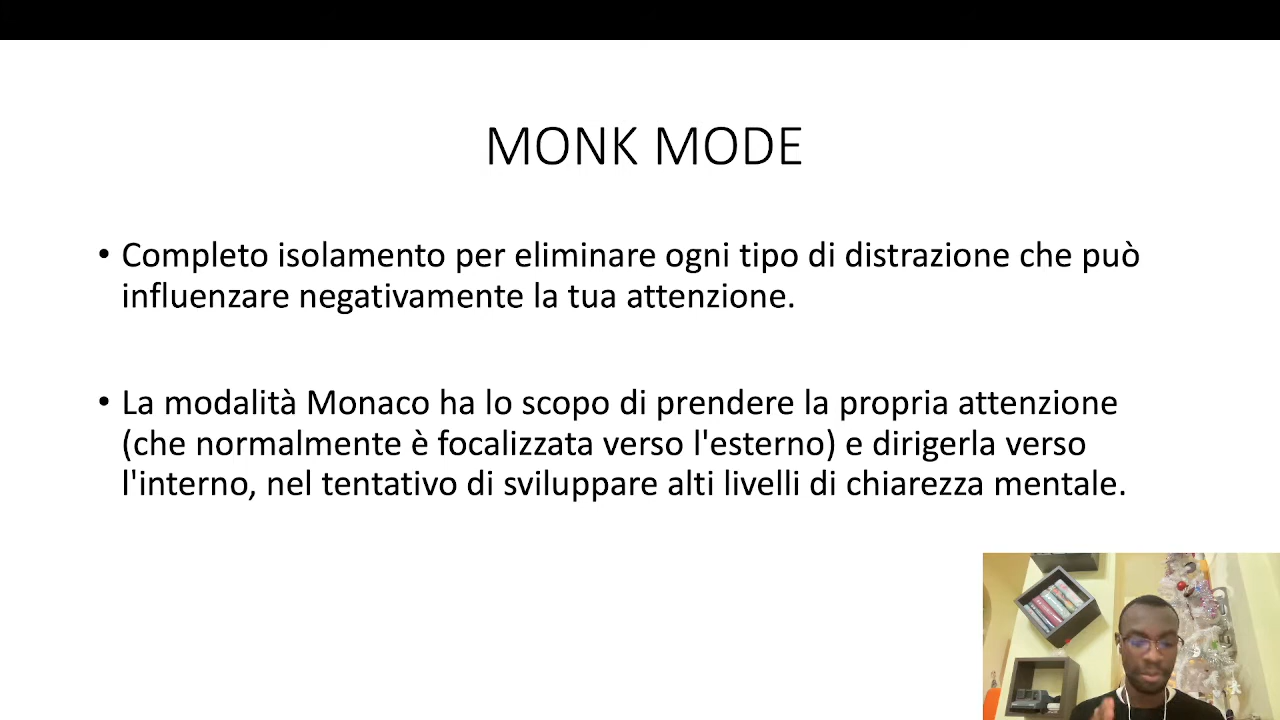 MONK MODE
• Completo isolamento per eliminare ogni tipo di distrazione che può
influenzare negativamente la tua attenzione.
• La modalità Monaco ha lo scopo di prendere la propria attenzione
(che normalmente è focalizzata verso l'esterno) e dirigerla verso
l'interno, nel tentativo di sviluppare alti livelli di chiarezza mentale.